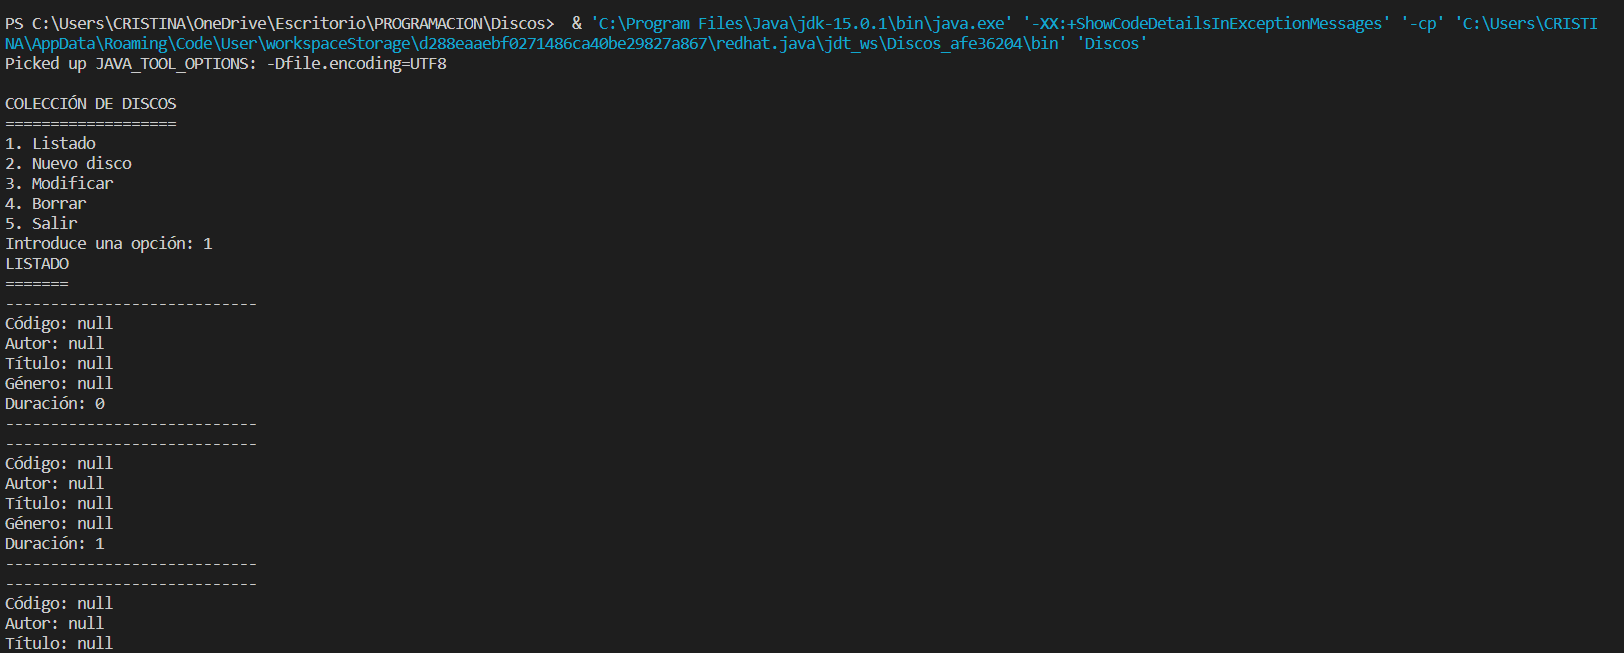 PS C:\Users\CRISTINA\OneDrive\Escritorio\PROGRAMACION\Discos>  & 'C:\Program Files\Java\jdk-15.0.1\bin\java.exe' '-XX:+ShowCodeDetailsInExceptionMessages' '-cp' 'C:\Users\CRISTI
NA\AppData\Roaming\Code\User\workspaceStorage\d288eaaebf0271486ca40be29827a867\redhat.java\jdt_ws\Discos_afe36204\bin' 'Discos'
Picked up JAVA_TOOL_OPTIONS: -Dfile.encoding=UTF8

COLECCIÓN DE DISCOS
===================
1. Listado
2. Nuevo disco
3. Modificar
4. Borrar
5. Salir
Introduce una opción: 1
LISTADO
=======
----------------------------
Código: null
Autor: null
Título: null
Género: null
Duración: 0
----------------------------
----------------------------
Código: null
Autor: null
Título: null
Género: null
Duración: 1
----------------------------
----------------------------
Código: null
Autor: null
Título: null